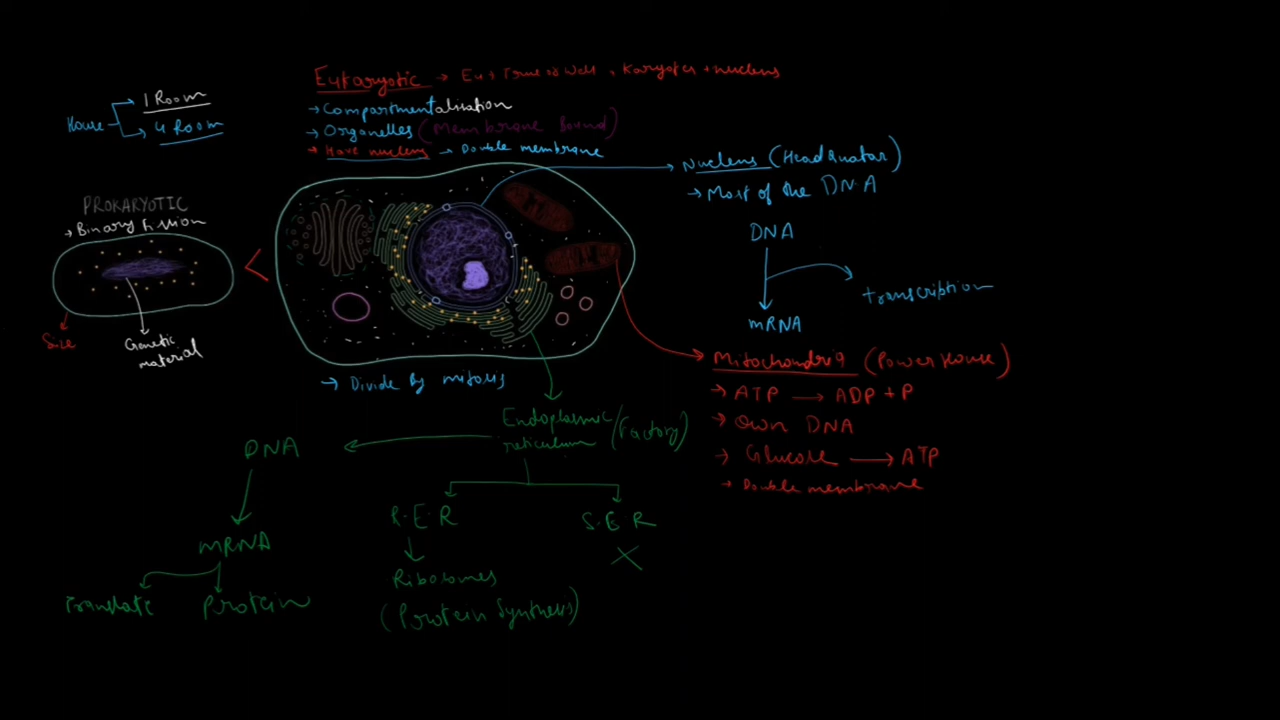 Eukaryotic → Eu + True or Well , Karyotes + nucleus
→ Compartmentalisation
→ Organelles (Membrane Bound)
→ Have nucleus → Double membrane
House
1 Room
4 Room
PROKARYOTIC
→ Binary Fission
Size
Genetic
material
<
→ Divide By mitosis
Nucleus (Headquator)
→ Most of the DNA
DNA
transcription
mRNA
Mitochondria (Power House)
→ ATP → ADP + P
→ Own DNA
→ Glucose → ATP
→ Double membrane
Endoplasmic
reticulum (Factory)
DNA
mRNA
Translate Protein
R.E.R
S.E.R
X
Ribosomes
(Protein Synthesis)